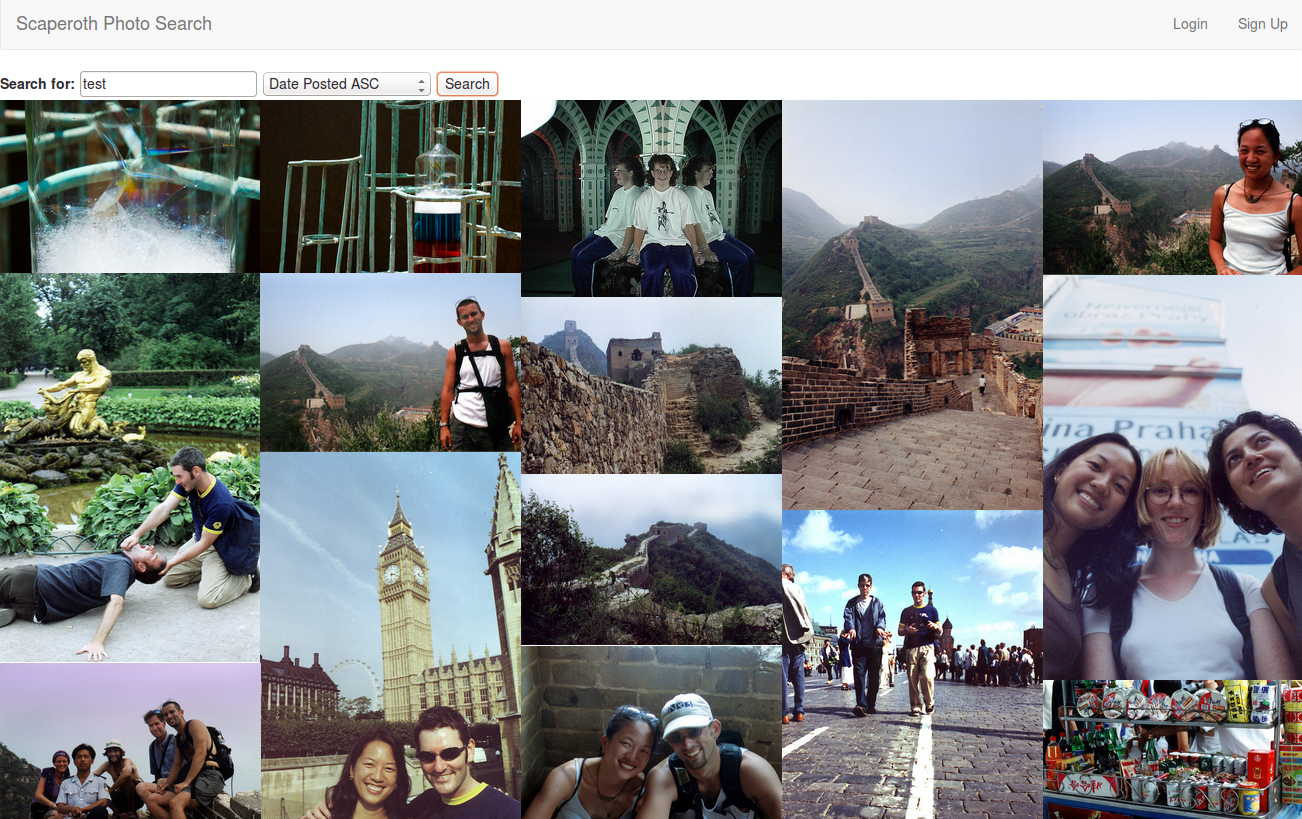 Scaperoth Photo Search
Login
Sign Up
Search for:
test
Date Posted ASC
Search
ina Praha